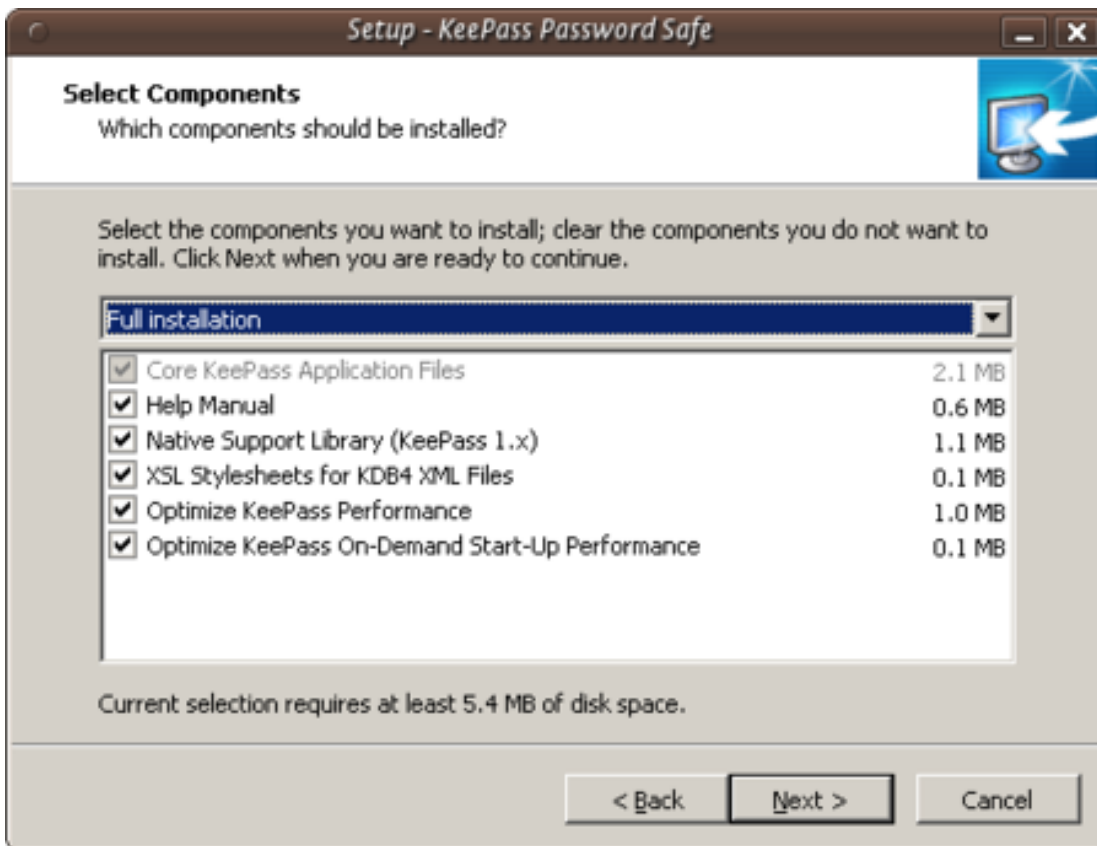 Setup - KeePass Password Safe
Select Components
Which components should be installed?
Select the components you want to install; clear the components you do not want to
install. Click Next when you are ready to continue.
Full installation
Core KeePass Application Files 2.1 MB
Help Manual 0.6 MB
Native Support Library (KeePass 1.x) 1.1 MB
XSL Stylesheets for KDB4 XML Files 0.1 MB
Optimize KeePass Performance 1.0 MB
Optimize KeePass On-Demand Start-Up Performance 0.1 MB
Current selection requires at least 5.4 MB of disk space.
< Back Next > Cancel